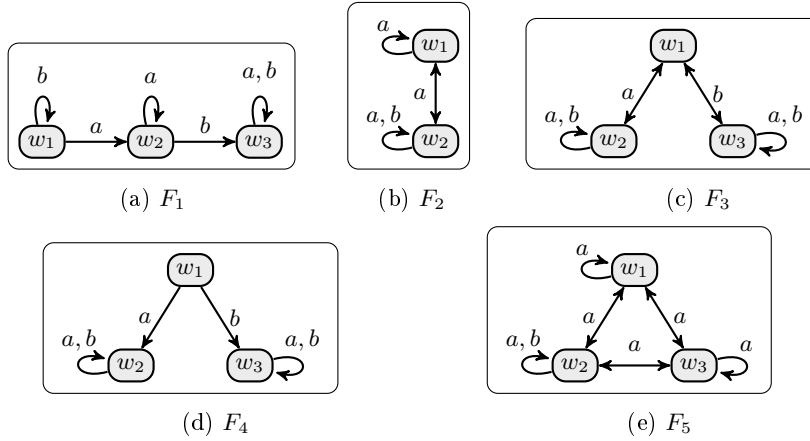 b a a, b
w₁ a w₂ b w₃
(a) F₁
a w₁
a
a, b w₂
(b) F₂
w₁
a b
a, b w₂ w₃ a, b
(c) F₃
w₁
a b
a, b w₂ w₃ a, b
(d) F₄
a w₁
a a
a, b w₂ a w₃ a
(e) F₅